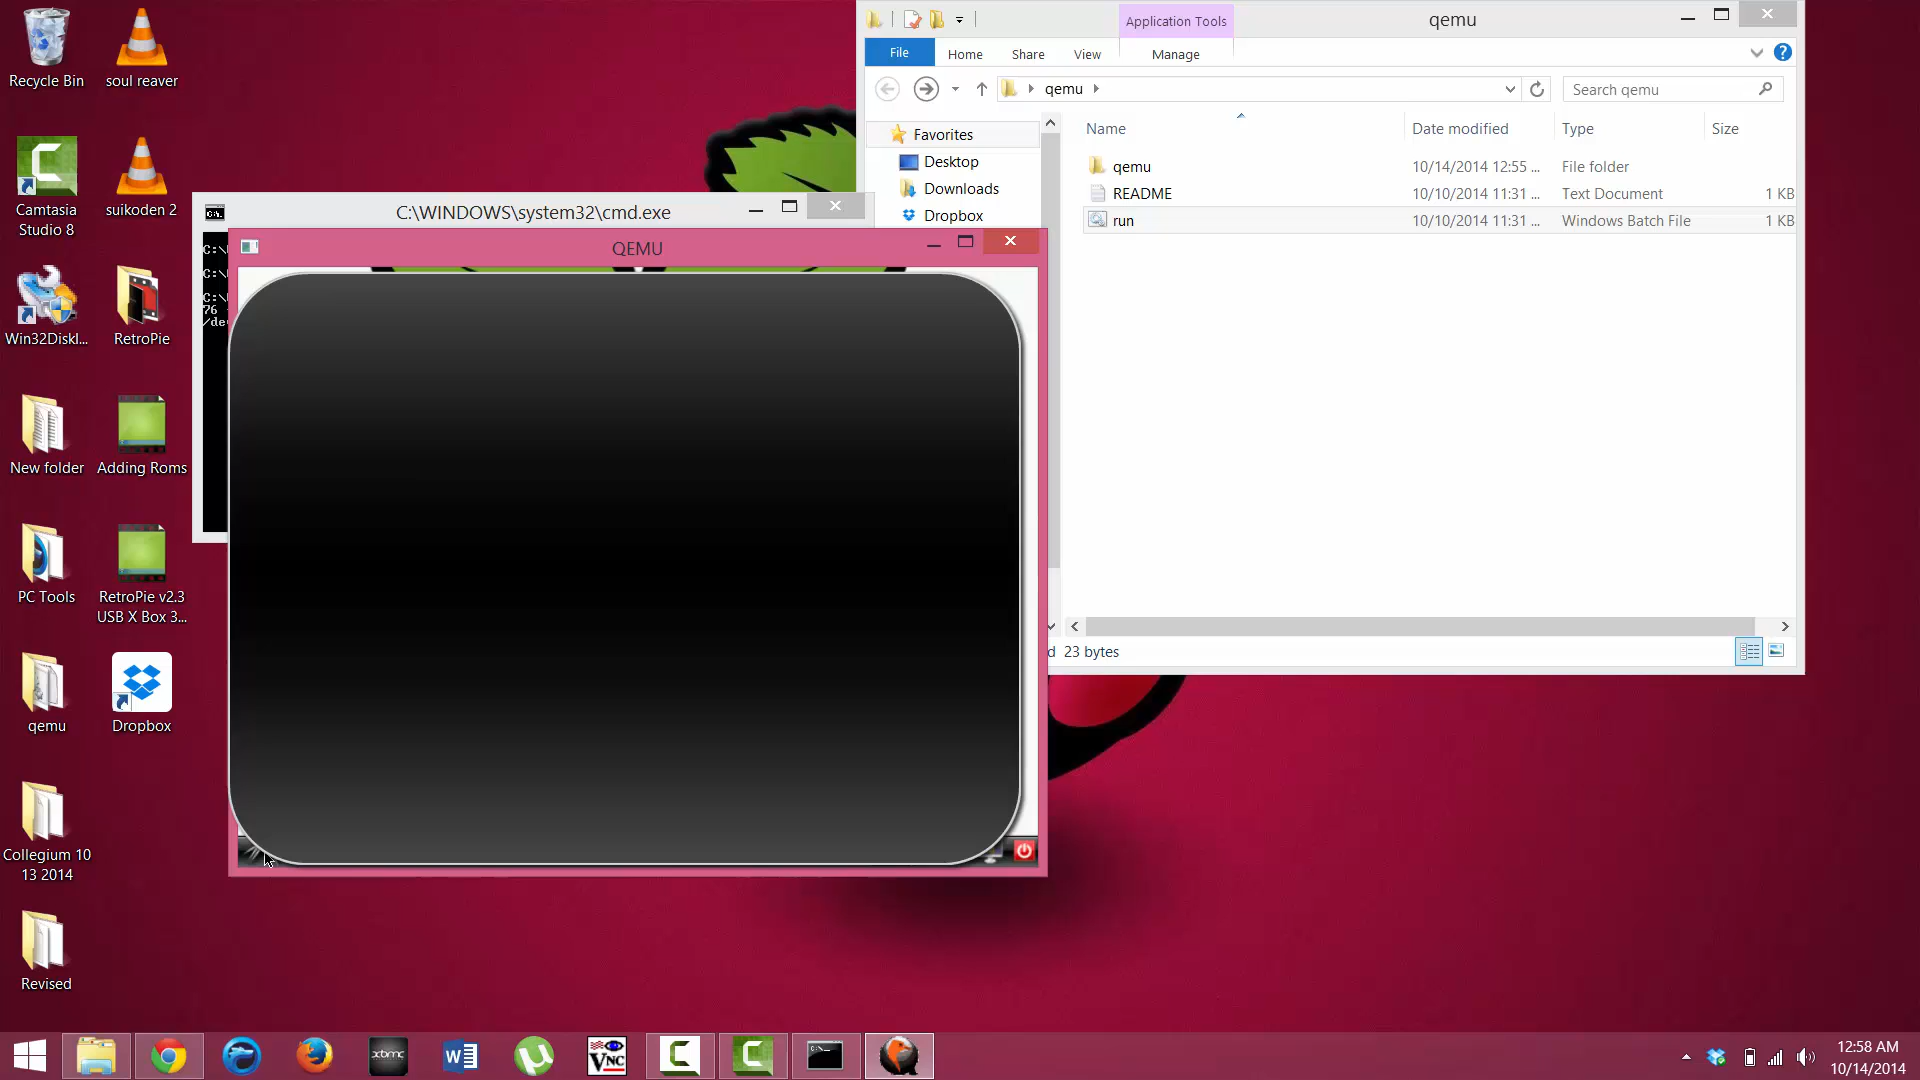 Recycle Bin
soul reaver
Camtasia
Studio 8
suikoden 2
Win32DiskI...
RetroPie
New folder
Adding Roms
PC Tools
RetroPie v2.3
USB X Box 3...
qemu
Dropbox
Collegium 10
13 2014
Revised
C:\WINDOWS\system32\cmd.exe
C:\
C:\
C:\
76
/de
QEMU
Application Tools
qemu
File
Home
Share
View
Manage
qemu
Search qemu
Favorites
Desktop
Downloads
Dropbox
Name
Date modified
Type
Size
qemu
10/14/2014 12:55 ...
File folder
README
10/10/2014 11:31 ...
Text Document
1 KB
run
10/10/2014 11:31 ...
Windows Batch File
1 KB
d 23 bytes
xbmc
VNC
12:58 AM
10/14/2014